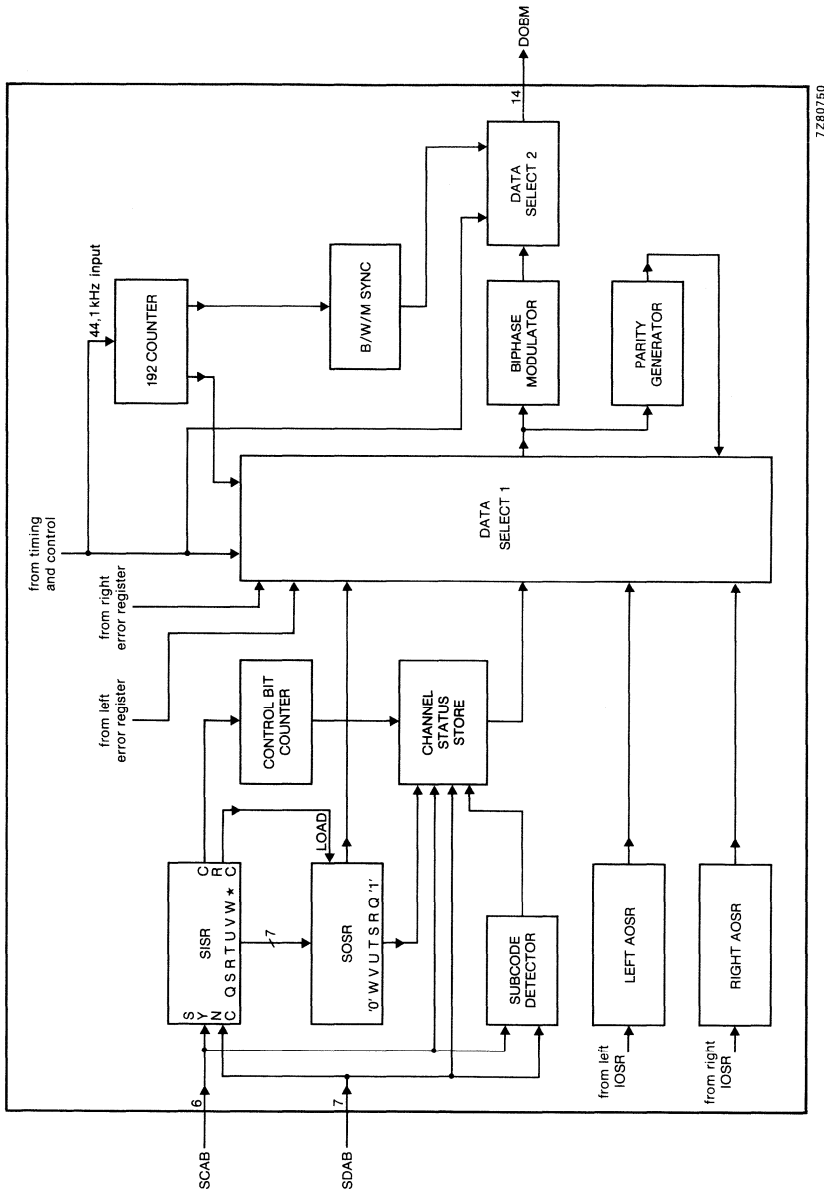 from timing
and control
44,1 kHz input
from right
error register
from left
error register
192 COUNTER
B/W/M SYNC
DATA
SELECT 2
14
DOBM
BIPHASE
MODULATOR
PARITY
GENERATOR
DATA
SELECT 1
CONTROL BIT
COUNTER
CHANNEL
STATUS
STORE
SISR
SYNC
QSRTUVW*
CRC
LOAD
7
SOSR
'0' W V U T S R Q '1'
SUBCODE
DETECTOR
SCAB
6
SDAB
7
from left
IOSR
LEFT AOSR
from right
IOSR
RIGHT AOSR
7Z80750